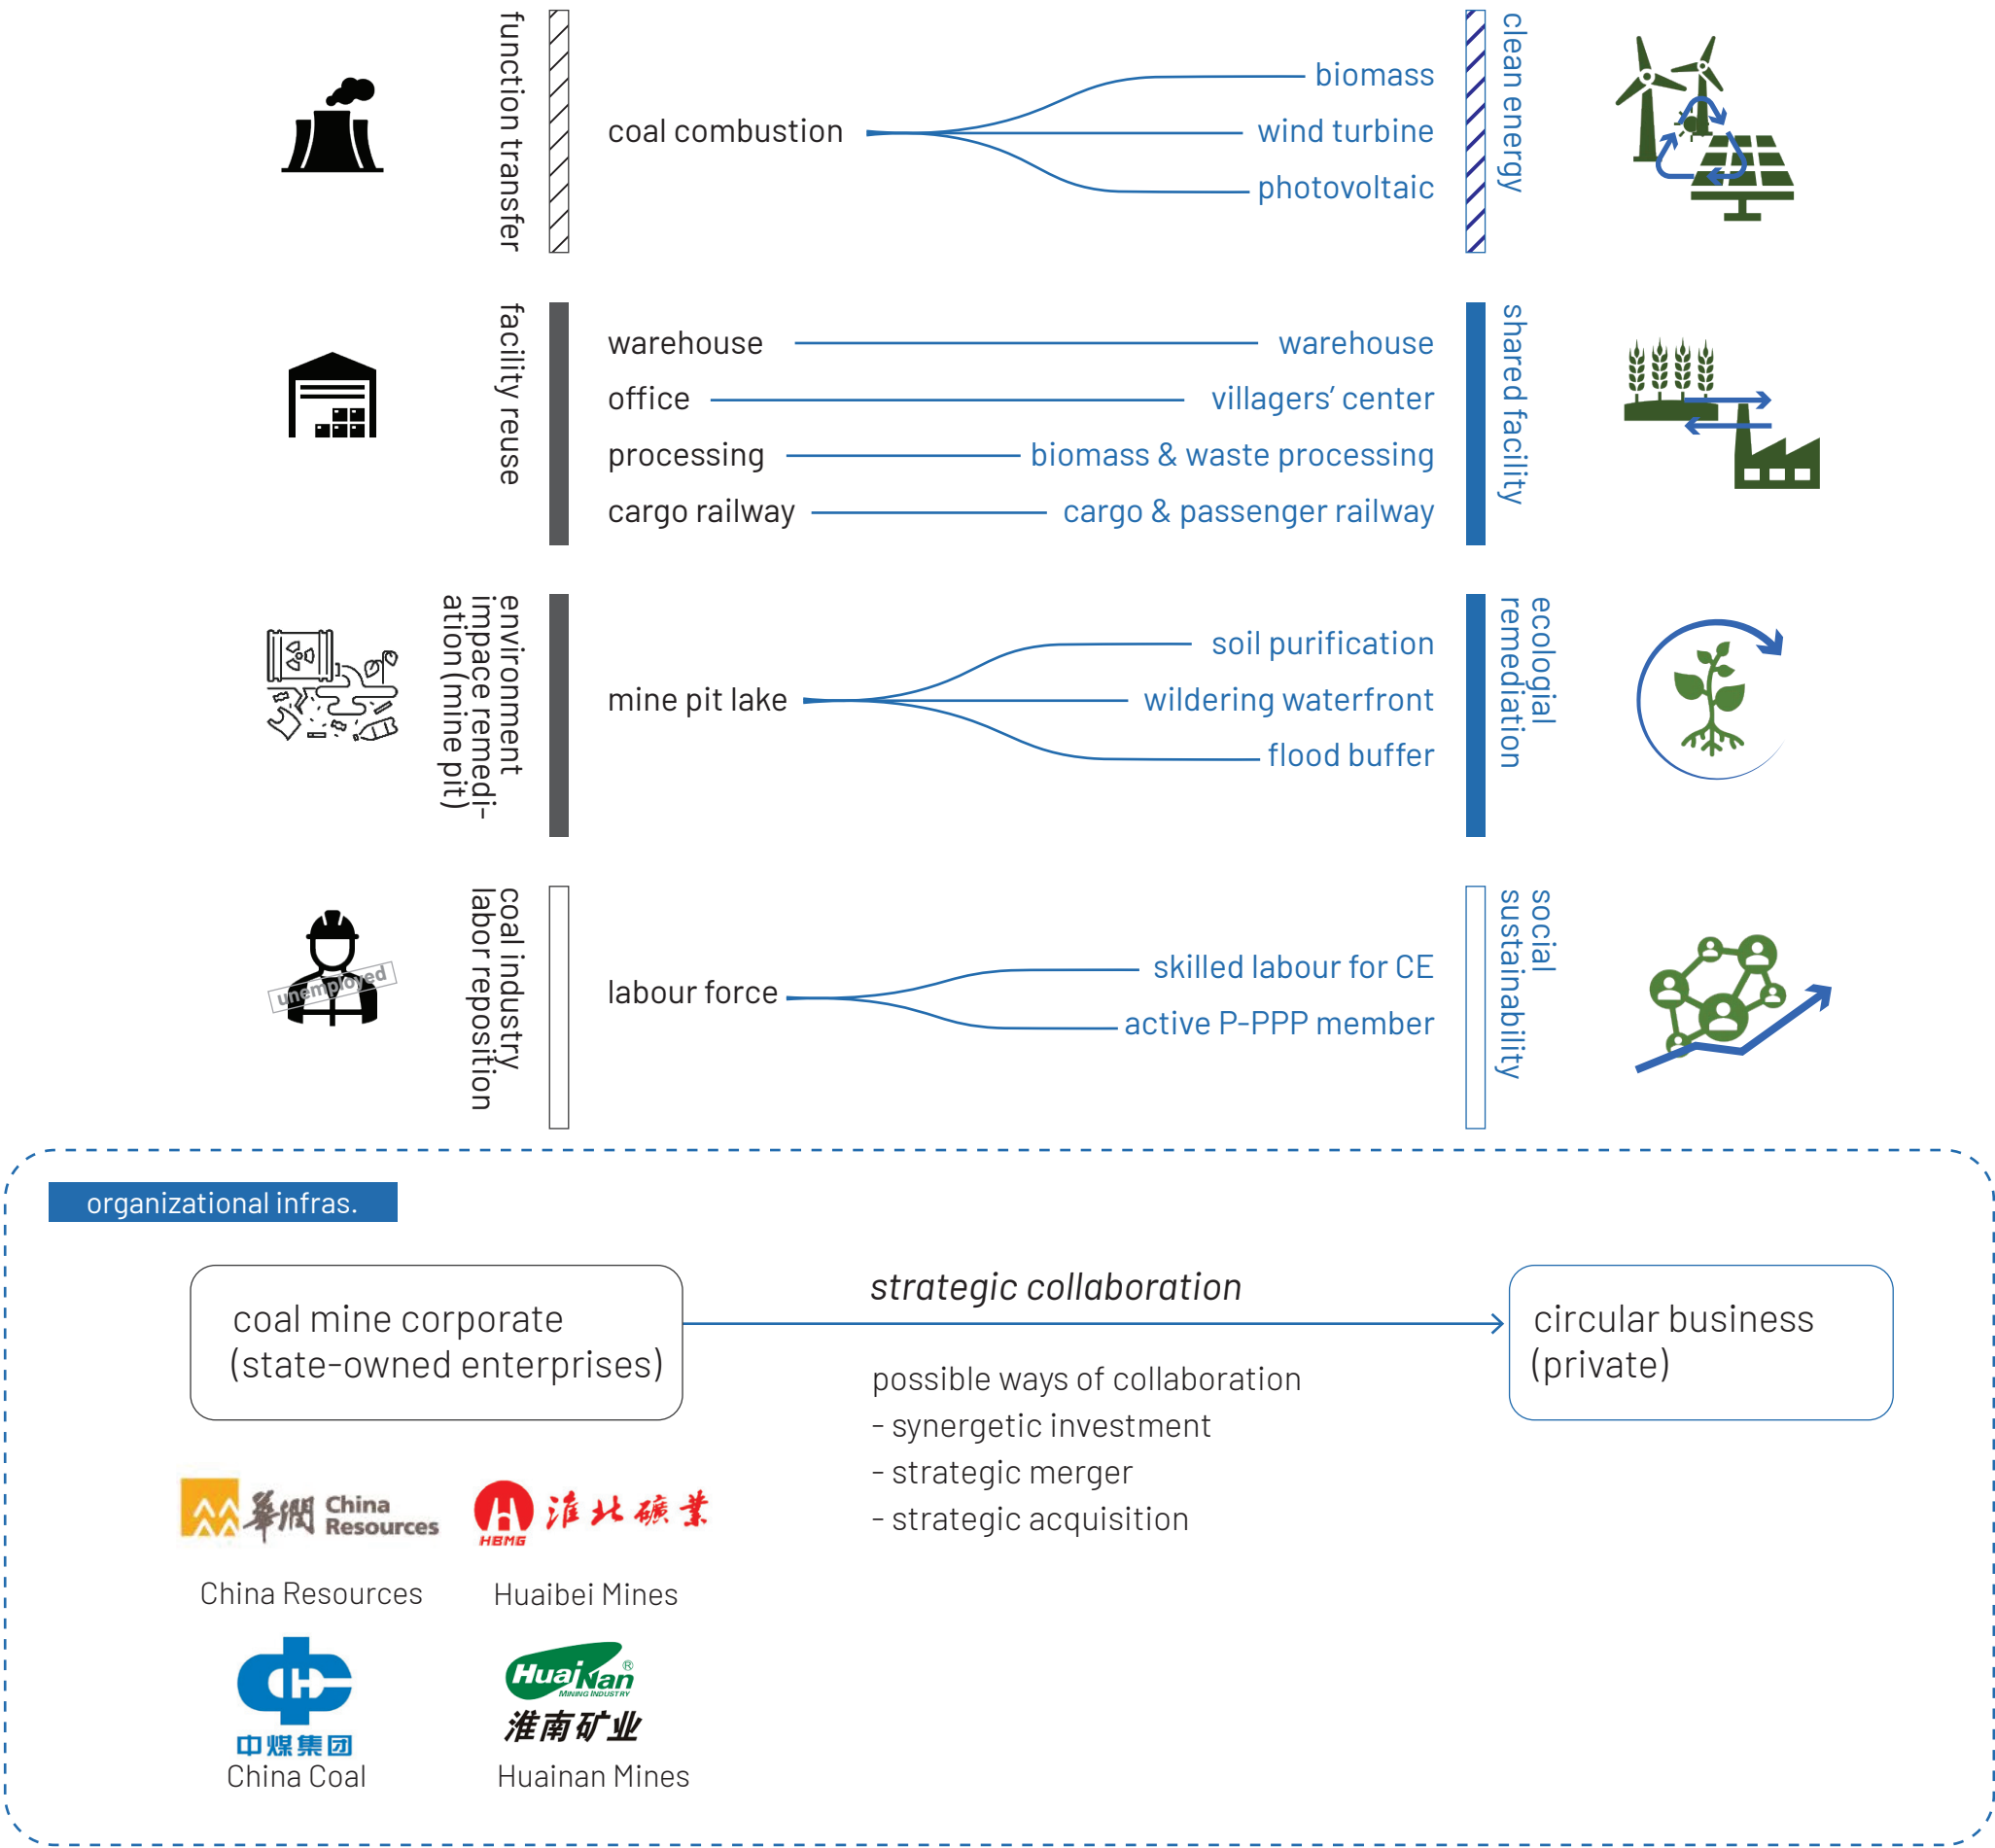 function transfer
coal combustion
biomass
wind turbine
photovoltaic
clean energy
facility reuse
warehouse
warehouse
office
villagers’ center
processing
biomass & waste processing
cargo railway
cargo & passenger railway
shared facility
environment
impace remedi-
ation (mine pit)
mine pit lake
soil purification
wildering waterfront
flood buffer
ecologial
remediation
unemployed
coal industry
labor reposition
labour force
skilled labour for CE
active P-PPP member
social
sustainability
organizational infras.
coal mine corporate
(state-owned enterprises)
strategic collaboration
circular business
(private)
possible ways of collaboration
- synergetic investment
- strategic merger
- strategic acquisition
華潤 China
Resources
China Resources
HBMG
淮北礦業
Huaibei Mines
中煤集团
China Coal
HuaiNan®
MINING INDUSTRY
淮南矿业
Huainan Mines